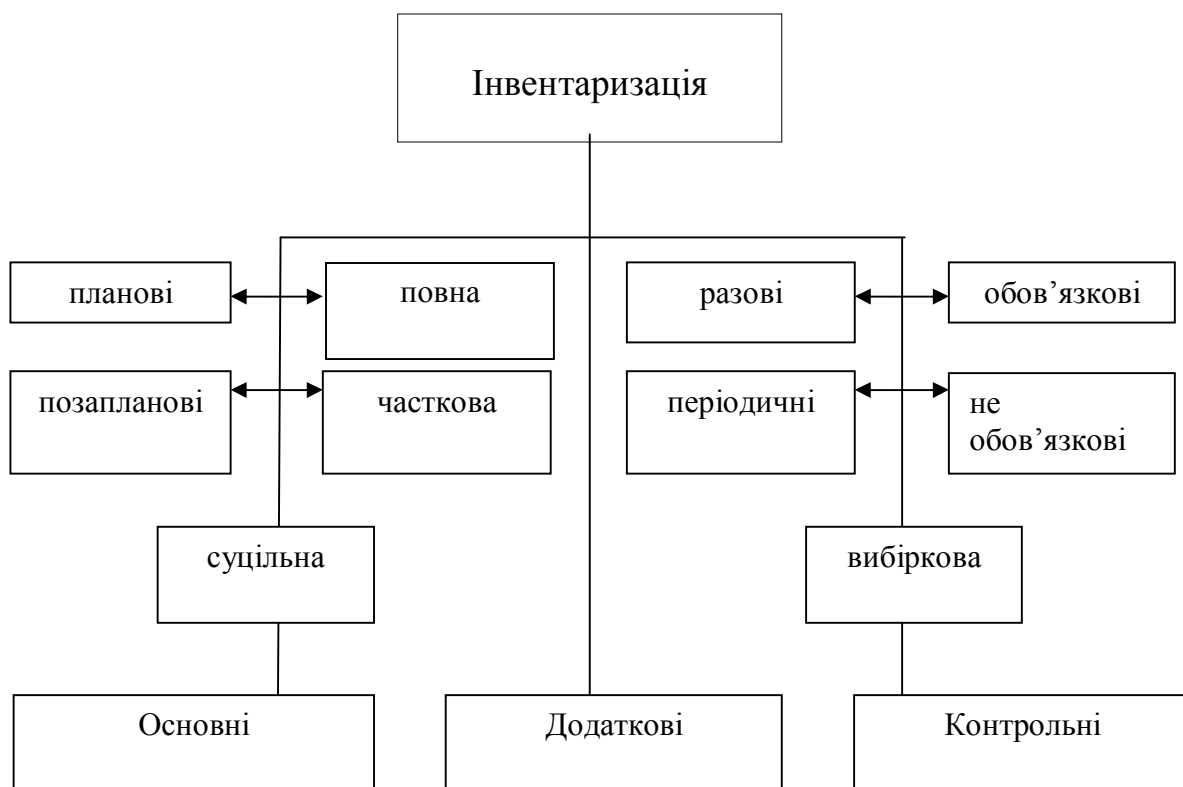 Інвентаризація
планові
повна
разові
обов’язкові
позапланові
часткова
періодичні
не
обов’язкові
суцільна
вибіркова
Основні
Додаткові
Контрольні